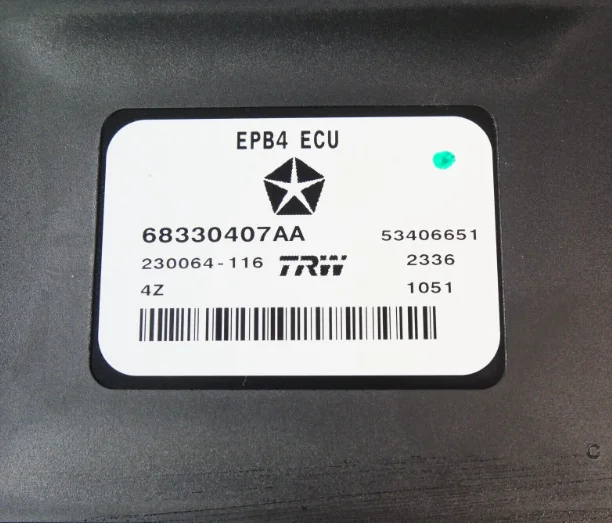 EPB4 ECU
68330407AA 53406651
230064-116 TRW 2336
4Z 1051
C